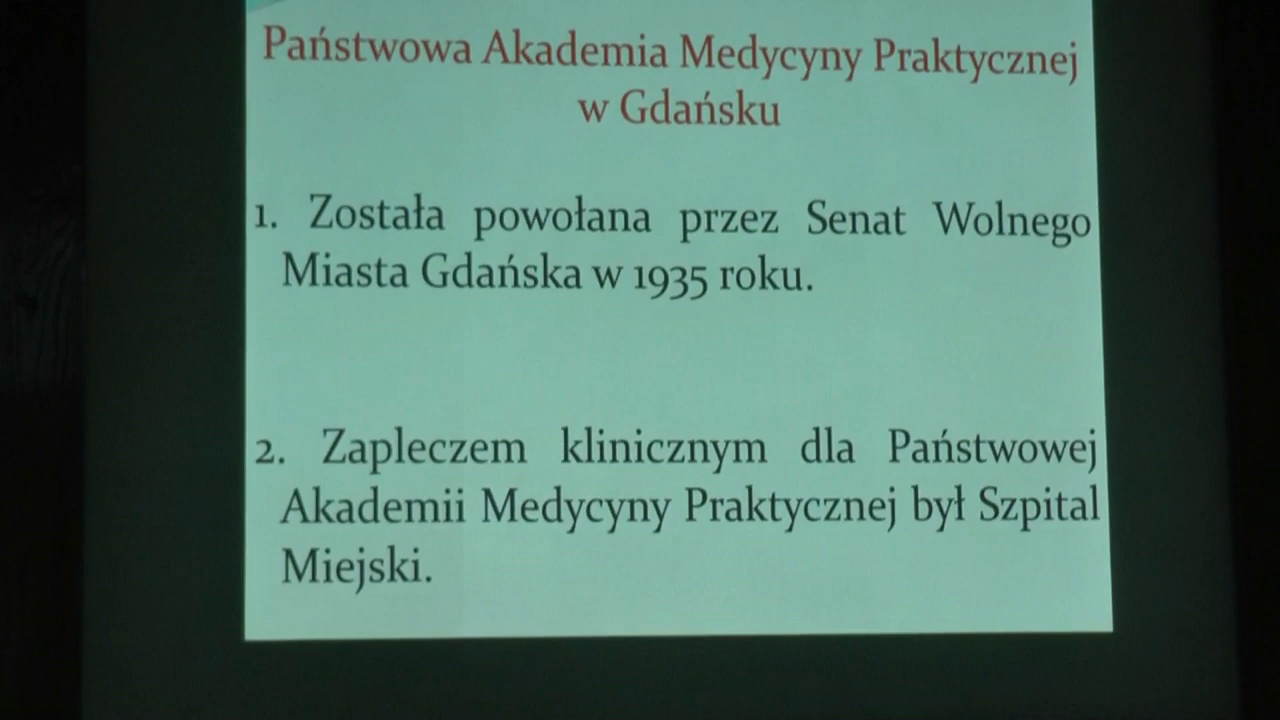 Państwowa Akademia Medycyny Praktycznej
w Gdańsku
1. Została powołana przez Senat Wolnego
Miasta Gdańska w 1935 roku.
2. Zapleczem klinicznym dla Państwowej
Akademii Medycyny Praktycznej był Szpital
Miejski.